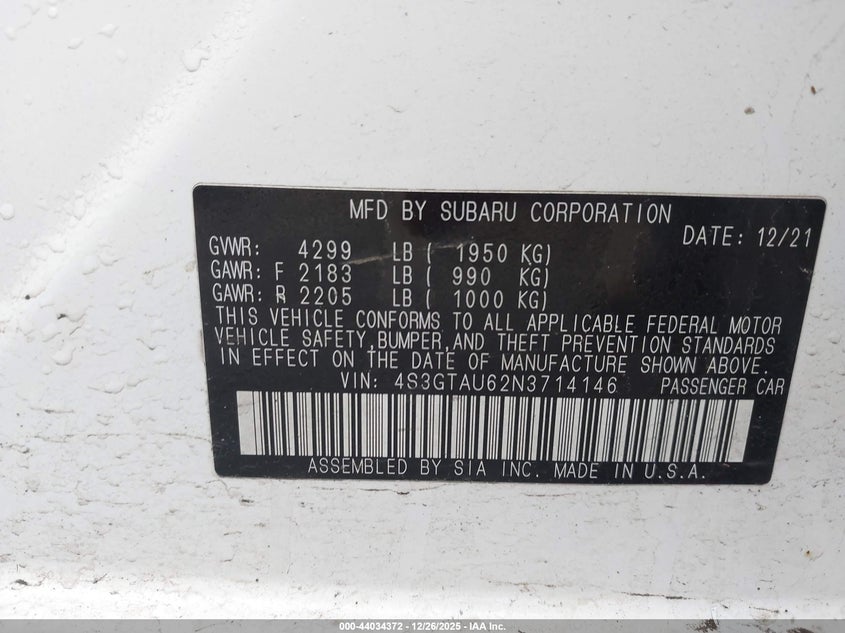 MFD BY SUBARU CORPORATION
DATE: 12/21
GVWR: 4299 LB ( 1950 KG)
GAWR: F 2183 LB ( 990 KG)
GAWR: R 2205 LB ( 1000 KG)
THIS VEHICLE CONFORMS TO ALL APPLICABLE FEDERAL MOTOR
VEHICLE SAFETY, BUMPER, AND THEFT PREVENTION STANDARDS
IN EFFECT ON THE DATE OF MANUFACTURE SHOWN ABOVE.
VIN: 4S3GTAU62N3714146 PASSENGER CAR
ASSEMBLED BY SIA INC. MADE IN U.S.A.
000-44034372 - 12/26/2025 - IAA Inc.